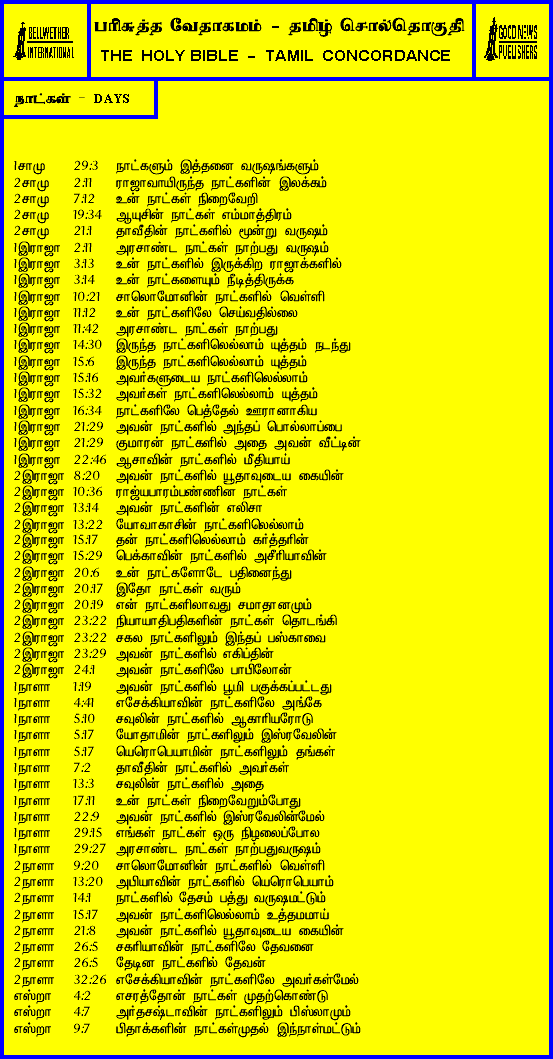 BELLWETHER
INTERNATIONAL
பரிசுத்த வேதாகமம் - தமிழ் சொல்தொகுதி
THE HOLY BIBLE - TAMIL CONCORDANCE
GOOD NEWS
PUBLISHERS
நாட்கள் - DAYS
1சாமு 29:3 நாட்களும் இத்தனை வருஷங்களும்
2சாமு 2:11 ராஜாவாயிருந்த நாட்களின் இலக்கம்
2சாமு 7:12 உன் நாட்கள் நிறைவேறி
2சாமு 19:34 ஆயுசின் நாட்கள் எம்மாத்திரம்
2சாமு 21:1 தாவீதின் நாட்களில் மூன்று வருஷம்
1இராஜா 2:11 அரசாண்ட நாட்கள் நாற்பது வருஷம்
1இராஜா 3:13 உன் நாட்களில் இருக்கிற ராஜாக்களில்
1இராஜா 3:14 உன் நாட்களையும் நீடித்திருக்க
1இராஜா 10:21 சாலொமோனின் நாட்களில் வெள்ளி
1இராஜா 11:12 உன் நாட்களிலே செய்வதில்லை
1இராஜா 11:42 அரசாண்ட நாட்கள் நாற்பது
1இராஜா 14:30 இருந்த நாட்களிலெல்லாம் யுத்தம் நடந்து
1இராஜா 15:6 இருந்த நாட்களிலெல்லாம் யுத்தம்
1இராஜா 15:16 அவர்களுடைய நாட்களிலெல்லாம்
1இராஜா 15:32 அவர்கள் நாட்களிலெல்லாம் யுத்தம்
1இராஜா 16:34 நாட்களிலே பெத்தேல் ஊரானாகிய
1இராஜா 21:29 அவன் நாட்களில் அந்தப் பொல்லாப்பை
1இராஜா 21:29 குமாரன் நாட்களில் அதை அவன் வீட்டின்
1இராஜா 22:46 ஆசாவின் நாட்களில் மீதியாய்
2இராஜா 8:20 அவன் நாட்களில் யூதாவுடைய கையின்
2இராஜா 10:36 ராஜ்யபாரம்பண்ணின நாட்கள்
2இராஜா 13:14 அவன் நாட்களின் எலிசா
2இராஜா 13:22 யோவாகாசின் நாட்களிலெல்லாம்
2இராஜா 15:17 தன் நாட்களிலெல்லாம் கர்த்தரின்
2இராஜா 15:29 பெக்காவின் நாட்களில் அசீரியாவின்
2இராஜா 20:6 உன் நாட்களோடே பதினைந்து
2இராஜா 20:17 இதோ நாட்கள் வரும்
2இராஜா 20:19 என் நாட்களிலாவது சமாதானமும்
2இராஜா 23:22 நியாயாதிபதிகளின் நாட்கள் தொடங்கி
2இராஜா 23:22 சகல நாட்களிலும் இந்தப் பஸ்காவை
2இராஜா 23:29 அவன் நாட்களில் எகிப்தின்
2இராஜா 24:1 அவன் நாட்களிலே பாபிலோன்
1நாளா 1:19 அவன் நாட்களில் பூமி பகுக்கப்பட்டது
1நாளா 4:41 எசேக்கியாவின் நாட்களிலே அங்கே
1நாளா 5:10 சவுலின் நாட்களில் ஆகாரியரோடு
1நாளா 5:17 யோதாமின் நாட்களிலும் இஸ்ரவேலின்
1நாளா 5:17 யெரொபெயாமின் நாட்களிலும் தங்கள்
1நாளா 7:2 தாவீதின் நாட்களில் அவர்கள்
1நாளா 13:3 சவுலின் நாட்களில் அதை
1நாளா 17:11 உன் நாட்கள் நிறைவேறும்போது
1நாளா 22:9 அவன் நாட்களில் இஸ்ரவேலின்மேல்
1நாளா 29:15 எங்கள் நாட்கள் ஒரு நிழலைப்போல
1நாளா 29:27 அரசாண்ட நாட்கள் நாற்பதுவருஷம்
2நாளா 9:20 சாலொமோனின் நாட்களில் வெள்ளி
2நாளா 13:20 அபியாவின் நாட்களில் யெரொபெயாம்
2நாளா 14:1 நாட்களில் தேசம் பத்து வருஷமட்டும்
2நாளா 15:17 அவன் நாட்களிலெல்லாம் உத்தமமாய்
2நாளா 21:8 அவன் நாட்களில் யூதாவுடைய கையின்
2நாளா 26:5 சகரியாவின் நாட்களிலே தேவனை
2நாளா 26:5 தேடின நாட்களில் தேவன்
2நாளா 32:26 எசேக்கியாவின் நாட்களிலே அவர்கள்மேல்
எஸ்றா 4:2 எசரத்தோன் நாட்கள் முதற்கொண்டு
எஸ்றா 4:7 அர்தசஷ்டாவின் நாட்களிலும் பிஸ்லாமும்
எஸ்றா 9:7 பிதாக்களின் நாட்கள்முதல் இந்நாள்மட்டும்